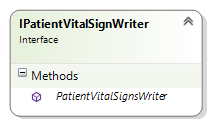 IPatientVitalSignWriter
Interface
Methods
PatientVitalSignsWriter